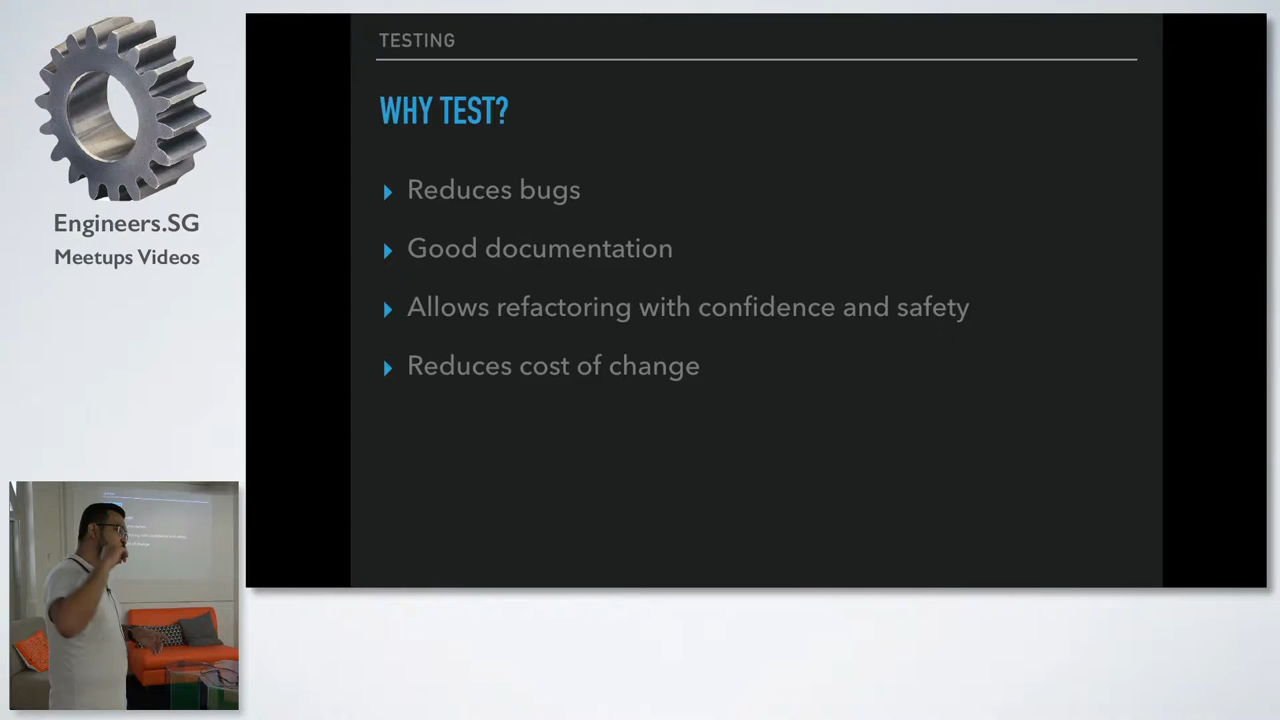 TESTING
WHY TEST?
Reduces bugs
Good documentation
Allows refactoring with confidence and safety
Reduces cost of change
Engineers.SG
Meetups Videos